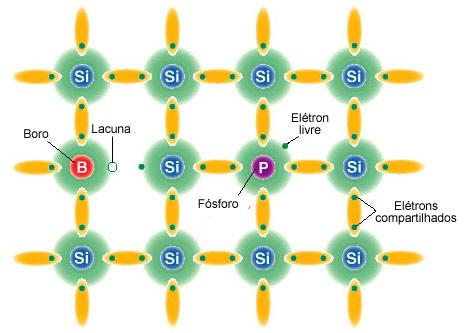 Si Si Si Si
Elétron
livre
Boro
Lacuna
B Si P Si
Fósforo
Elétrons
compartilhados
Si Si Si Si